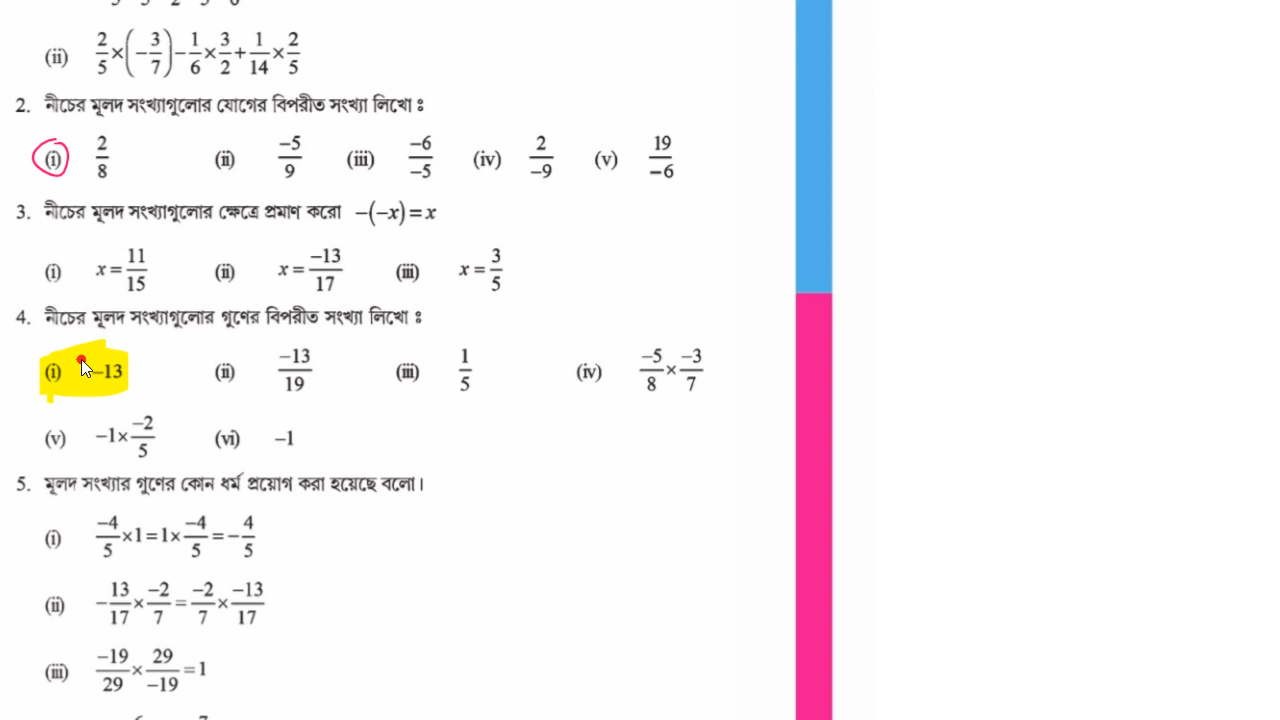 (ii) 2/5×(−3/7)−1/6×3/2+1/14×2/5
2. নীচের মূলদ সংখ্যাগুলোর যোগের বিপরীত সংখ্যা লিখো ঃ
(i) 2/8 (ii) −5/9 (iii) −6/−5 (iv) 2/−9 (v) 19/−6
3. নীচের মূলদ সংখ্যাগুলোর ক্ষেত্রে প্রমাণ করো −(−x)=x
(i) x=11/15 (ii) x=−13/17 (iii) x=3/5
4. নীচের মূলদ সংখ্যাগুলোর গুণের বিপরীত সংখ্যা লিখো ঃ
(i) −13 (ii) −13/19 (iii) 1/5 (iv) −5/8×−3/7
(v) −1×−2/5 (vi) −1
5. মূলদ সংখ্যার গুণের কোন ধর্ম প্রয়োগ করা হয়েছে বলো।
(i) −4/5×1=1×−4/5=−4/5
(ii) −13/17×−2/7=−2/7×−13/17
(iii) −19/29×29/−19=1